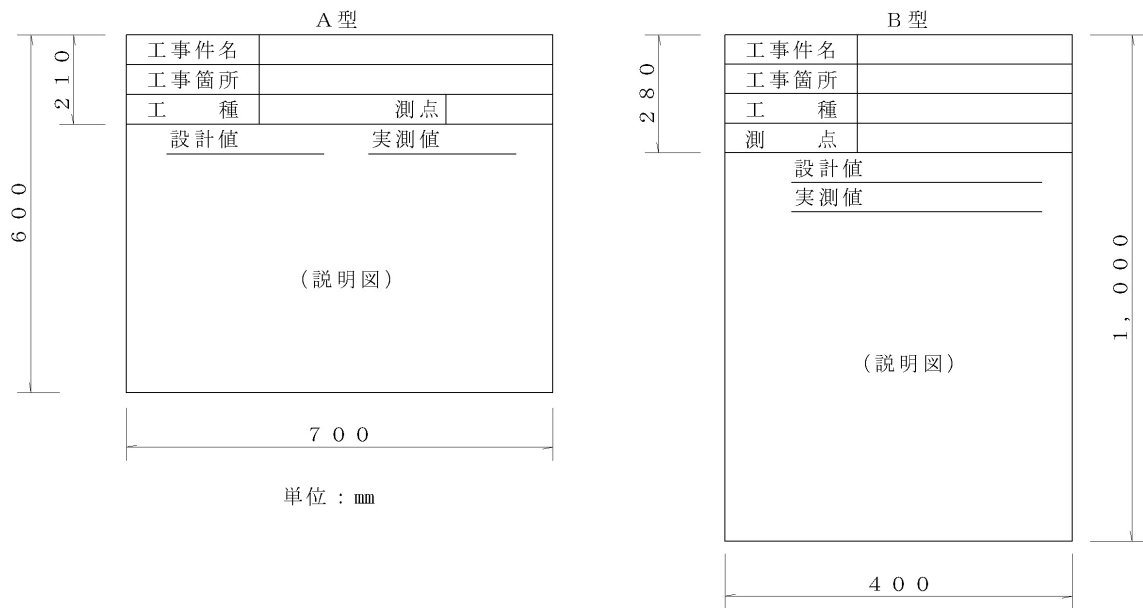 A型
工事件名
工事箇所
工 種 測点
設計値 実測値
(説明図)
210
600
700
単位：㎜
B型
工事件名
工事箇所
工 種
測 点
設計値
実測値
(説明図)
280
1,000
400